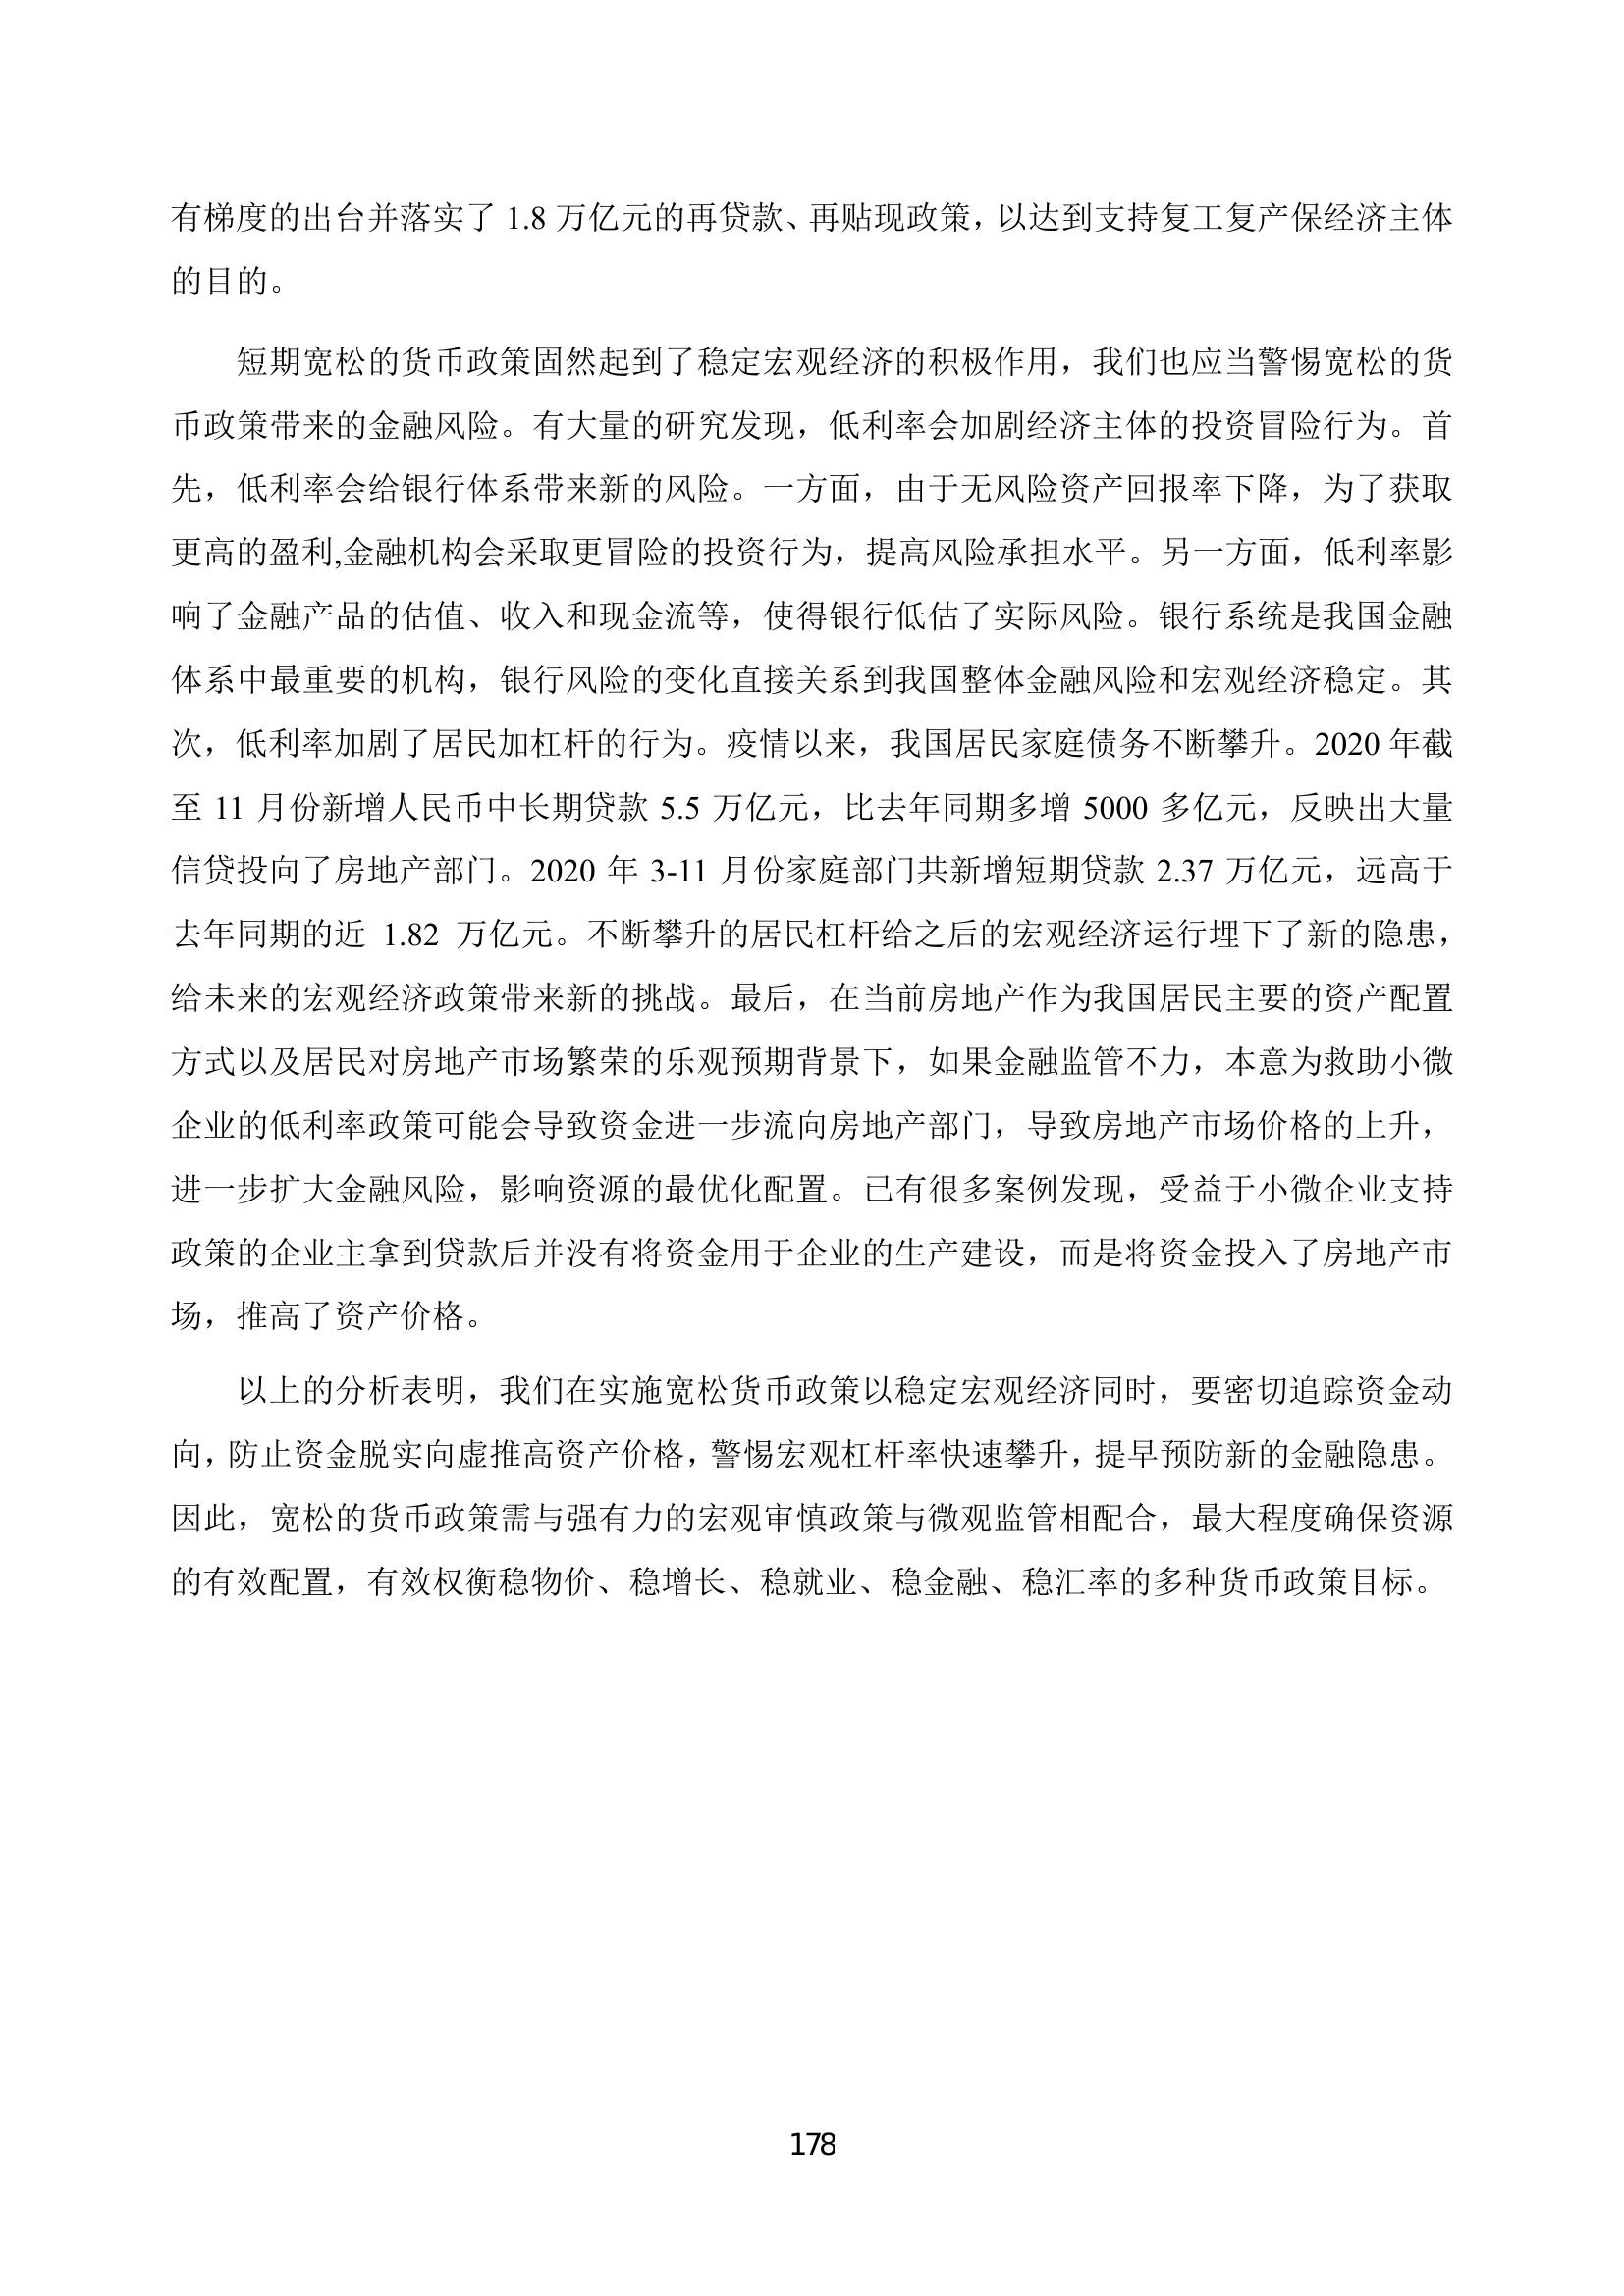 有梯度的出台并落实了 1.8 万亿元的再贷款、再贴现政策，以达到支持复工复产保经济主体
的目的。
短期宽松的货币政策固然起到了稳定宏观经济的积极作用，我们也应当警惕宽松的货
币政策带来的金融风险。有大量的研究发现，低利率会加剧经济主体的投资冒险行为。首
先，低利率会给银行体系带来新的风险。一方面，由于无风险资产回报率下降，为了获取
更高的盈利,金融机构会采取更冒险的投资行为，提高风险承担水平。另一方面，低利率影
响了金融产品的估值、收入和现金流等，使得银行低估了实际风险。银行系统是我国金融
体系中最重要的机构，银行风险的变化直接关系到我国整体金融风险和宏观经济稳定。其
次，低利率加剧了居民加杠杆的行为。疫情以来，我国居民家庭债务不断攀升。2020 年截
至 11 月份新增人民币中长期贷款 5.5 万亿元，比去年同期多增 5000 多亿元，反映出大量
信贷投向了房地产部门。2020 年 3-11 月份家庭部门共新增短期贷款 2.37 万亿元，远高于
去年同期的近 1.82 万亿元。不断攀升的居民杠杆给之后的宏观经济运行埋下了新的隐患，
给未来的宏观经济政策带来新的挑战。最后，在当前房地产作为我国居民主要的资产配置
方式以及居民对房地产市场繁荣的乐观预期背景下，如果金融监管不力，本意为救助小微
企业的低利率政策可能会导致资金进一步流向房地产部门，导致房地产市场价格的上升，
进一步扩大金融风险，影响资源的最优化配置。已有很多案例发现，受益于小微企业支持
政策的企业主拿到贷款后并没有将资金用于企业的生产建设，而是将资金投入了房地产市
场，推高了资产价格。
以上的分析表明，我们在实施宽松货币政策以稳定宏观经济同时，要密切追踪资金动
向，防止资金脱实向虚推高资产价格，警惕宏观杠杆率快速攀升，提早预防新的金融隐患。
因此，宽松的货币政策需与强有力的宏观审慎政策与微观监管相配合，最大程度确保资源
的有效配置，有效权衡稳物价、稳增长、稳就业、稳金融、稳汇率的多种货币政策目标。
178